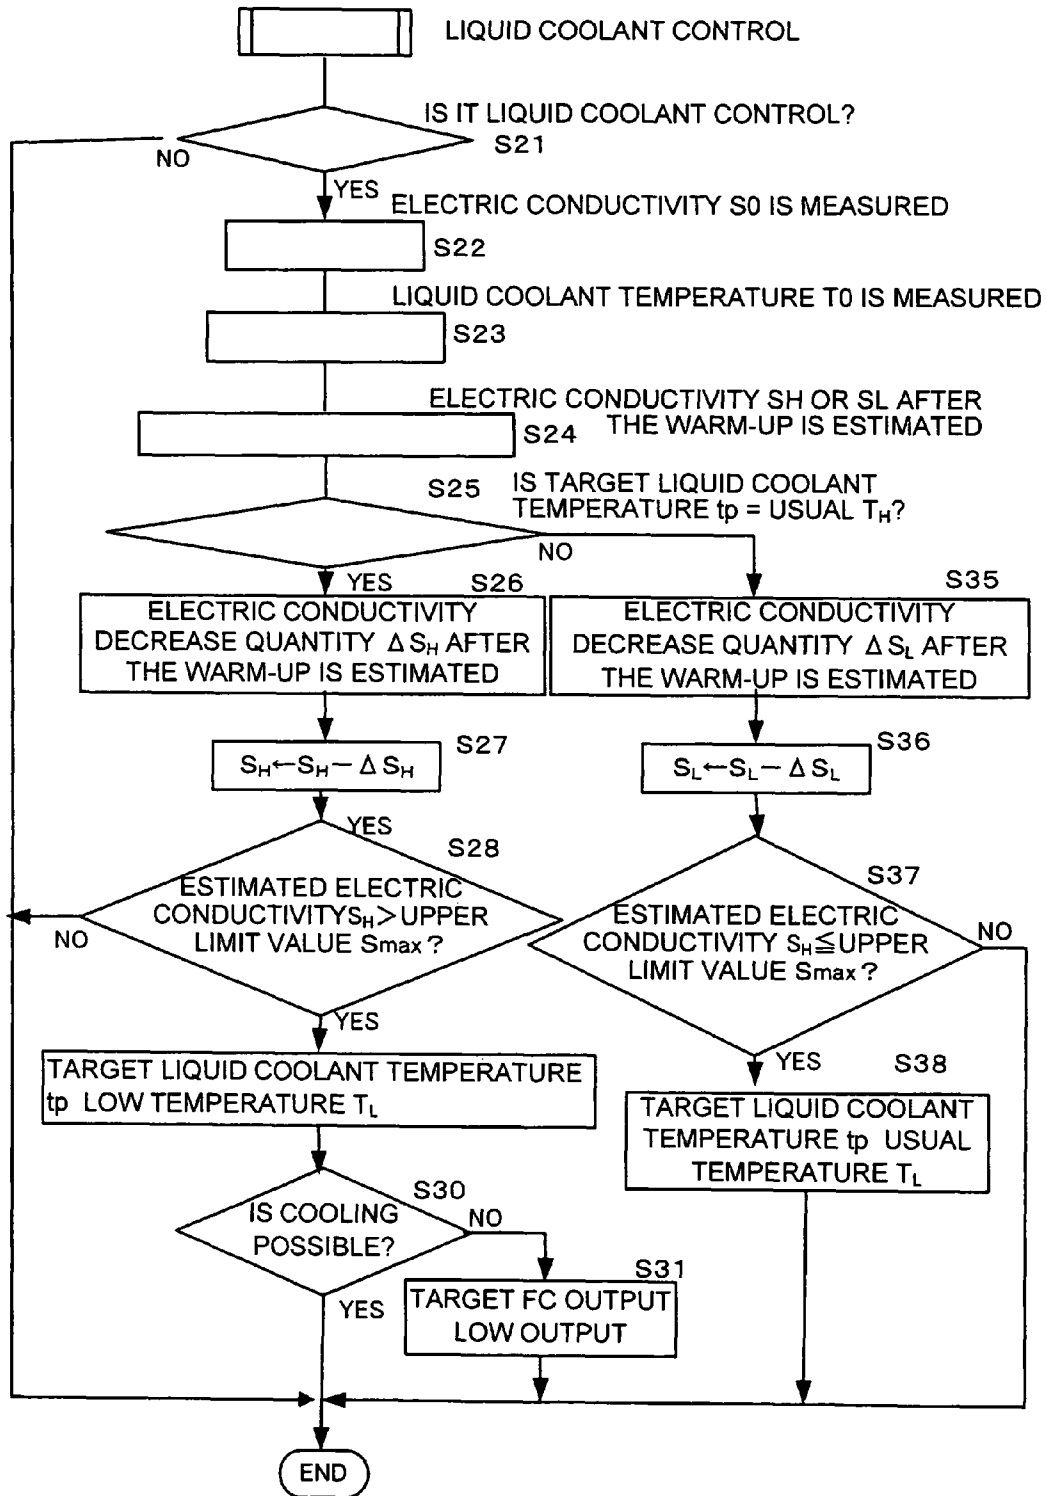 LIQUID COOLANT CONTROL
IS IT LIQUID COOLANT CONTROL?
S21
NO
YES
ELECTRIC CONDUCTIVITY S0 IS MEASURED
S22
LIQUID COOLANT TEMPERATURE T0 IS MEASURED
S23
ELECTRIC CONDUCTIVITY SH OR SL AFTER
THE WARM-UP IS ESTIMATED
S24
S25
IS TARGET LIQUID COOLANT
TEMPERATURE tp = USUAL TH?
NO
YES
S26
ELECTRIC CONDUCTIVITY
DECREASE QUANTITY Δ SH AFTER
THE WARM-UP IS ESTIMATED
S35
ELECTRIC CONDUCTIVITY
DECREASE QUANTITY Δ SL AFTER
THE WARM-UP IS ESTIMATED
S27
SH←SH− Δ SH
S36
SL←SL− Δ SL
YES
S28
ESTIMATED ELECTRIC
CONDUCTIVITYSH>UPPER
LIMIT VALUE Smax?
NO
YES
S37
ESTIMATED ELECTRIC
CONDUCTIVITY SH≦UPPER
LIMIT VALUE Smax?
NO
YES
TARGET LIQUID COOLANT TEMPERATURE
tp LOW TEMPERATURE TL
S38
TARGET LIQUID COOLANT
TEMPERATURE tp USUAL
TEMPERATURE TL
S30
IS COOLING
POSSIBLE?
NO
YES
S31
TARGET FC OUTPUT
LOW OUTPUT
END